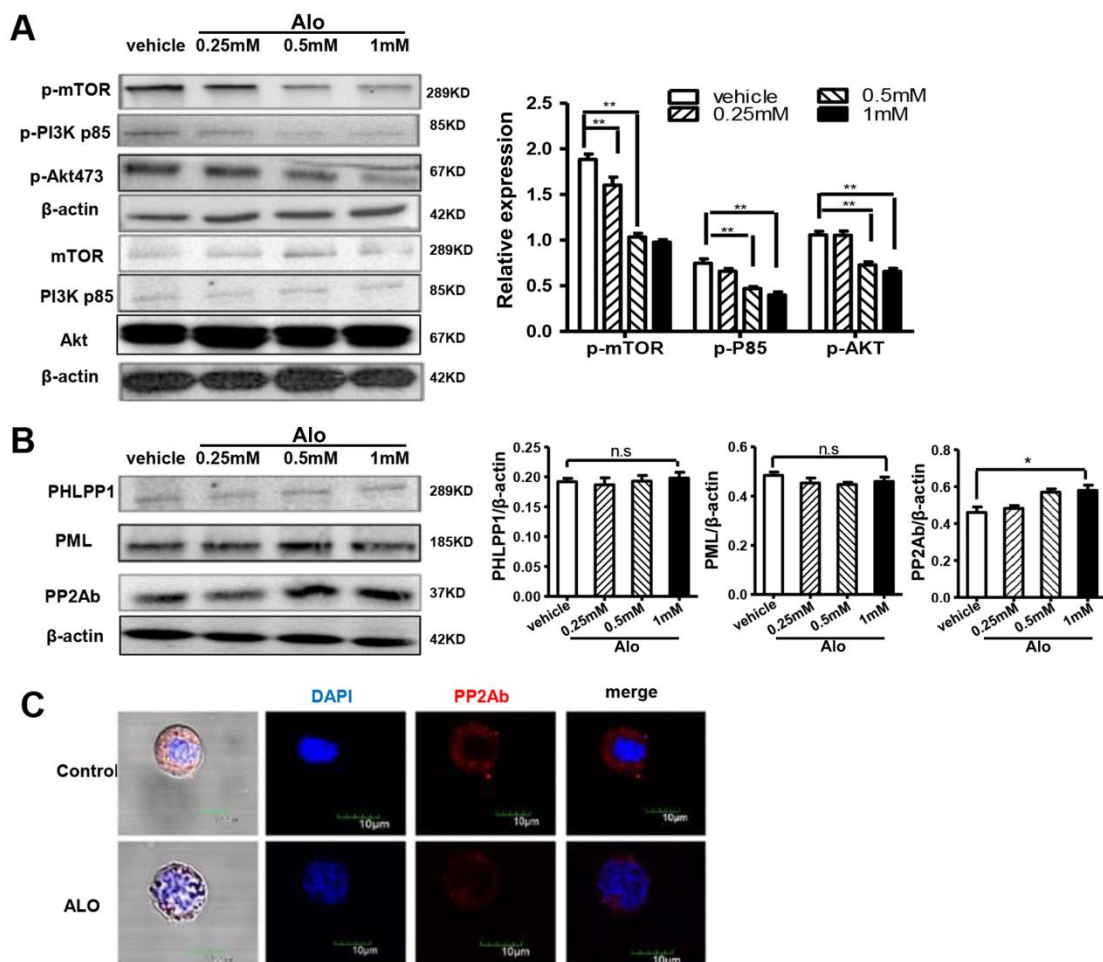 A
Alo
vehicle 0.25mM 0.5mM 1mM
p-mTOR 289KD
p-PI3K p85 85KD
p-Akt473 67KD
β-actin 42KD
mTOR 289KD
PI3K p85 85KD
Akt 67KD
β-actin 42KD
vehicle 0.5mM
0.25mM 1mM
Relative expression
2.5
2.0
1.5
1.0
0.5
0.0
** ** ** ** ** **
p-mTOR p-P85 p-AKT
B
Alo
vehicle 0.25mM 0.5mM 1mM
PHLPP1 289KD
PML 185KD
PP2Ab 37KD
β-actin 42KD
PHLPP1/β-actin
0.25
0.20
0.15
0.10
0.05
0.00
n.s
vehicle 0.25mM 0.5mM 1mM
Alo
PML/β-actin
0.6
0.4
0.2
0.0
n.s
vehicle 0.25mM 0.5mM 1mM
Alo
PP2Ab/β-actin
0.8
0.6
0.4
0.2
0.0
*
vehicle 0.25mM 0.5mM 1mM
Alo
C
DAPI PP2Ab merge
Control
10μm 10μm 10μm
ALO
10μm 10μm 10μm